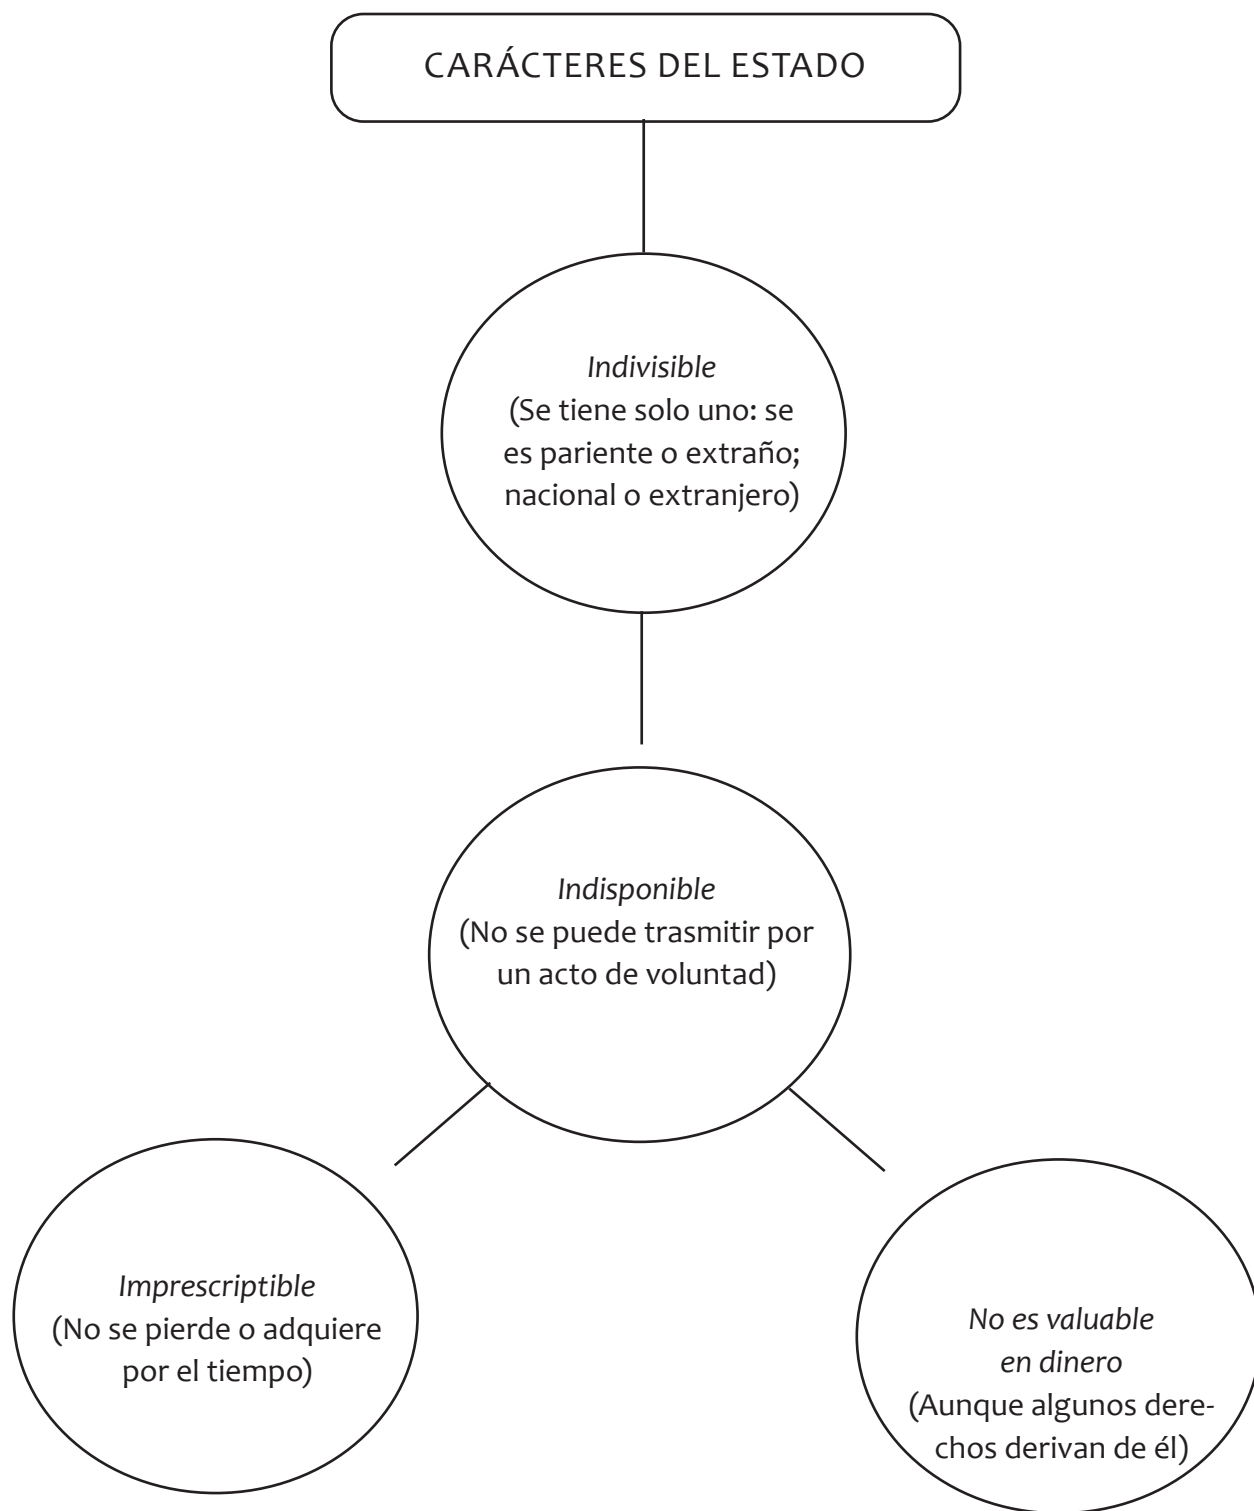 CARÁCTERES DEL ESTADO
Indivisible
(Se tiene solo uno: se
es pariente o extraño;
nacional o extranjero)
Indisponible
(No se puede trasmitir por
un acto de voluntad)
Imprescriptible
(No se pierde o adquiere
por el tiempo)
No es valuable
en dinero
(Aunque algunos dere-
chos derivan de él)